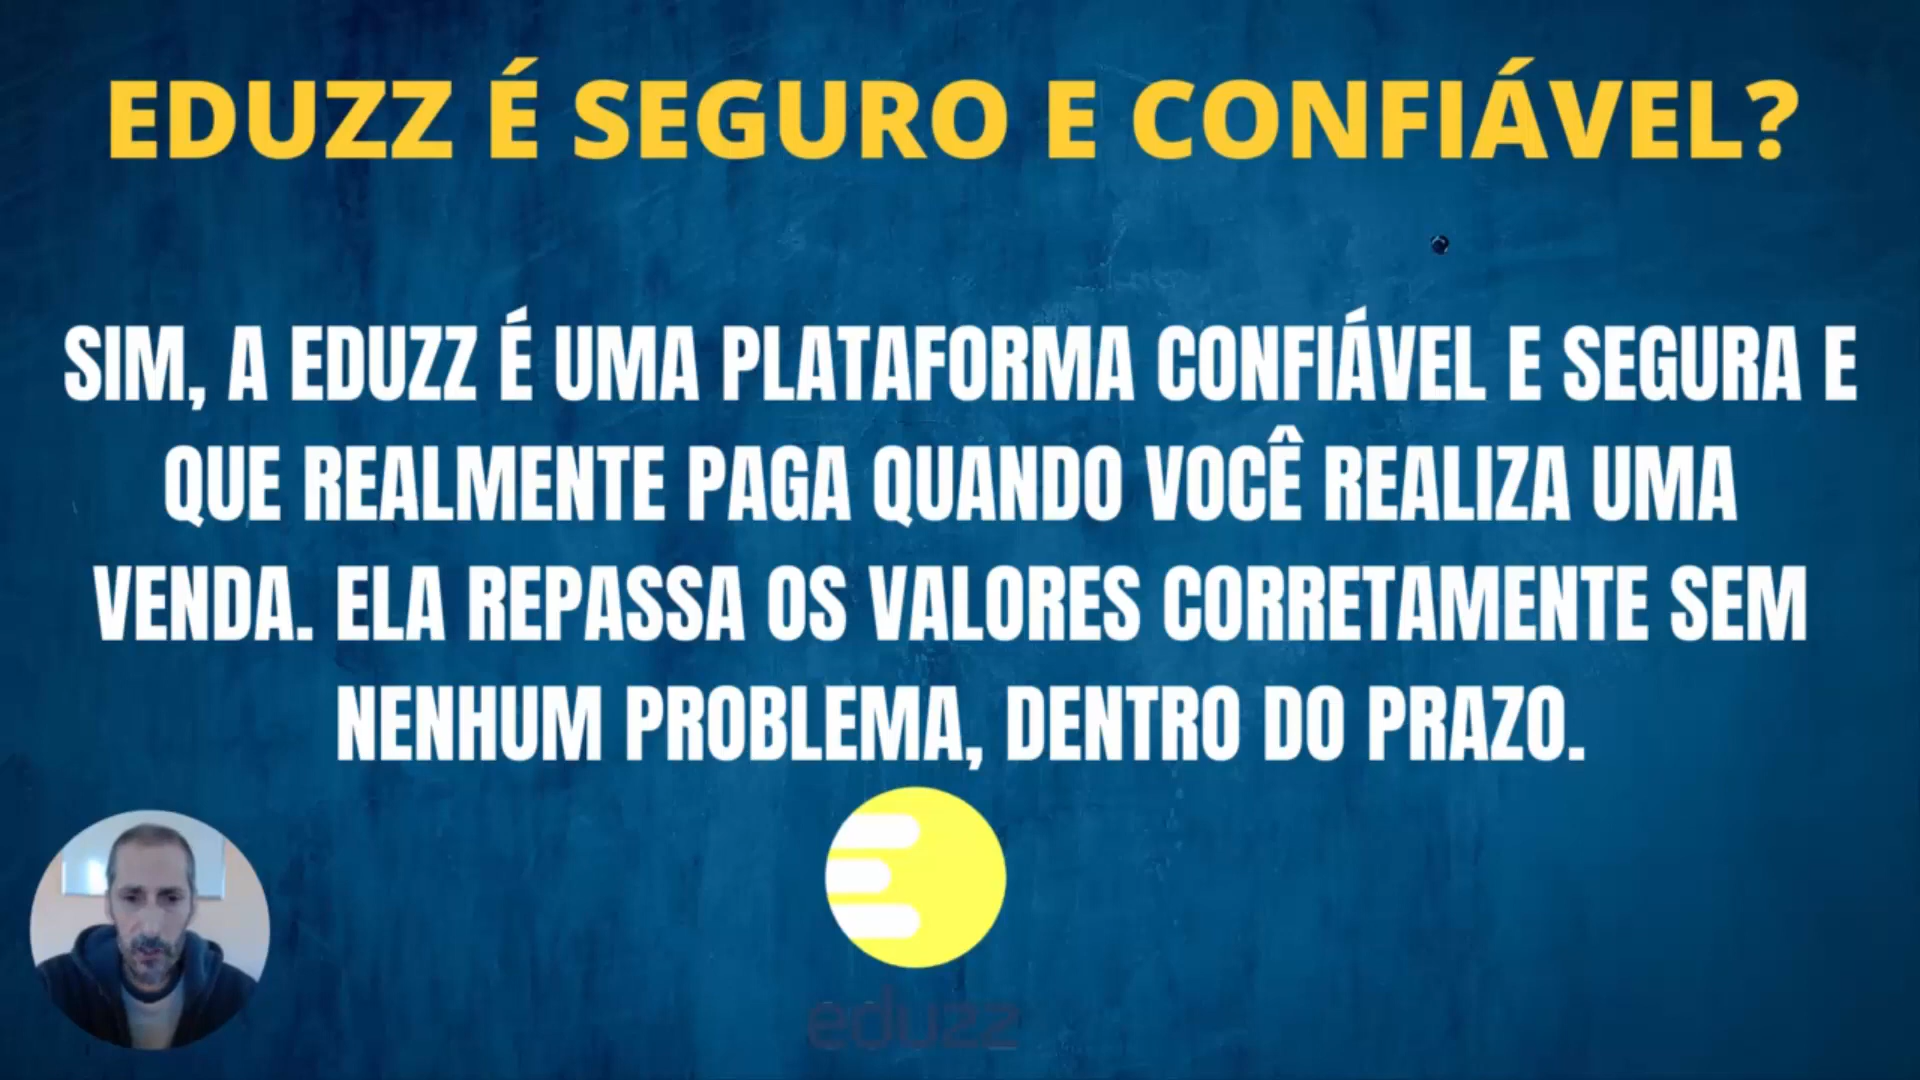 EDUZZ É SEGURO E CONFIÁVEL?
SIM, A EDUZZ É UMA PLATAFORMA CONFIÁVEL E SEGURA E
QUE REALMENTE PAGA QUANDO VOCÊ REALIZA UMA
VENDA. ELA REPASSA OS VALORES CORRETAMENTE SEM
NENHUM PROBLEMA, DENTRO DO PRAZO.
eduzz